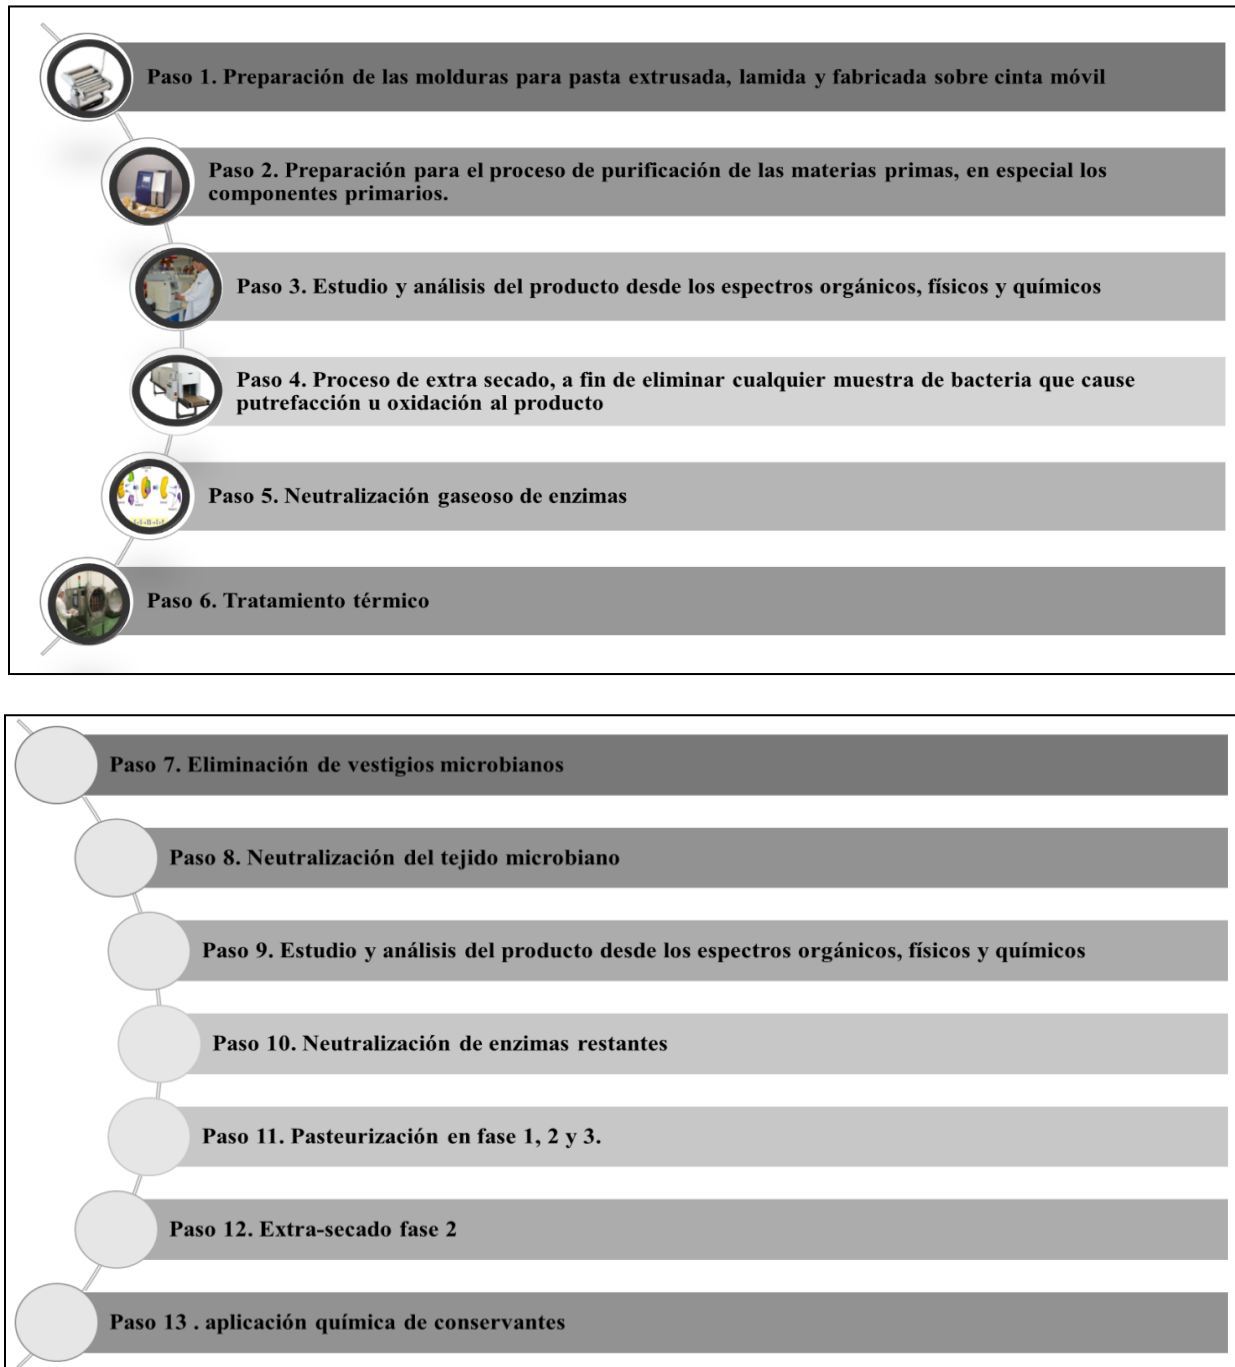 Paso 1. Preparación de las molduras para pasta extrusada, lamida y fabricada sobre cinta móvil
Paso 2. Preparación para el proceso de purificación de las materias primas, en especial los
componentes primarios.
Paso 3. Estudio y análisis del producto desde los espectros orgánicos, físicos y químicos
Paso 4. Proceso de extra secado, a fin de eliminar cualquier muestra de bacteria que cause
putrefacción u oxidación al producto
Paso 5. Neutralización gaseoso de enzimas
Paso 6. Tratamiento térmico
Paso 7. Eliminación de vestigios microbianos
Paso 8. Neutralización del tejido microbiano
Paso 9. Estudio y análisis del producto desde los espectros orgánicos, físicos y químicos
Paso 10. Neutralización de enzimas restantes
Paso 11. Pasteurización en fase 1, 2 y 3.
Paso 12. Extra-secado fase 2
Paso 13 . aplicación química de conservantes